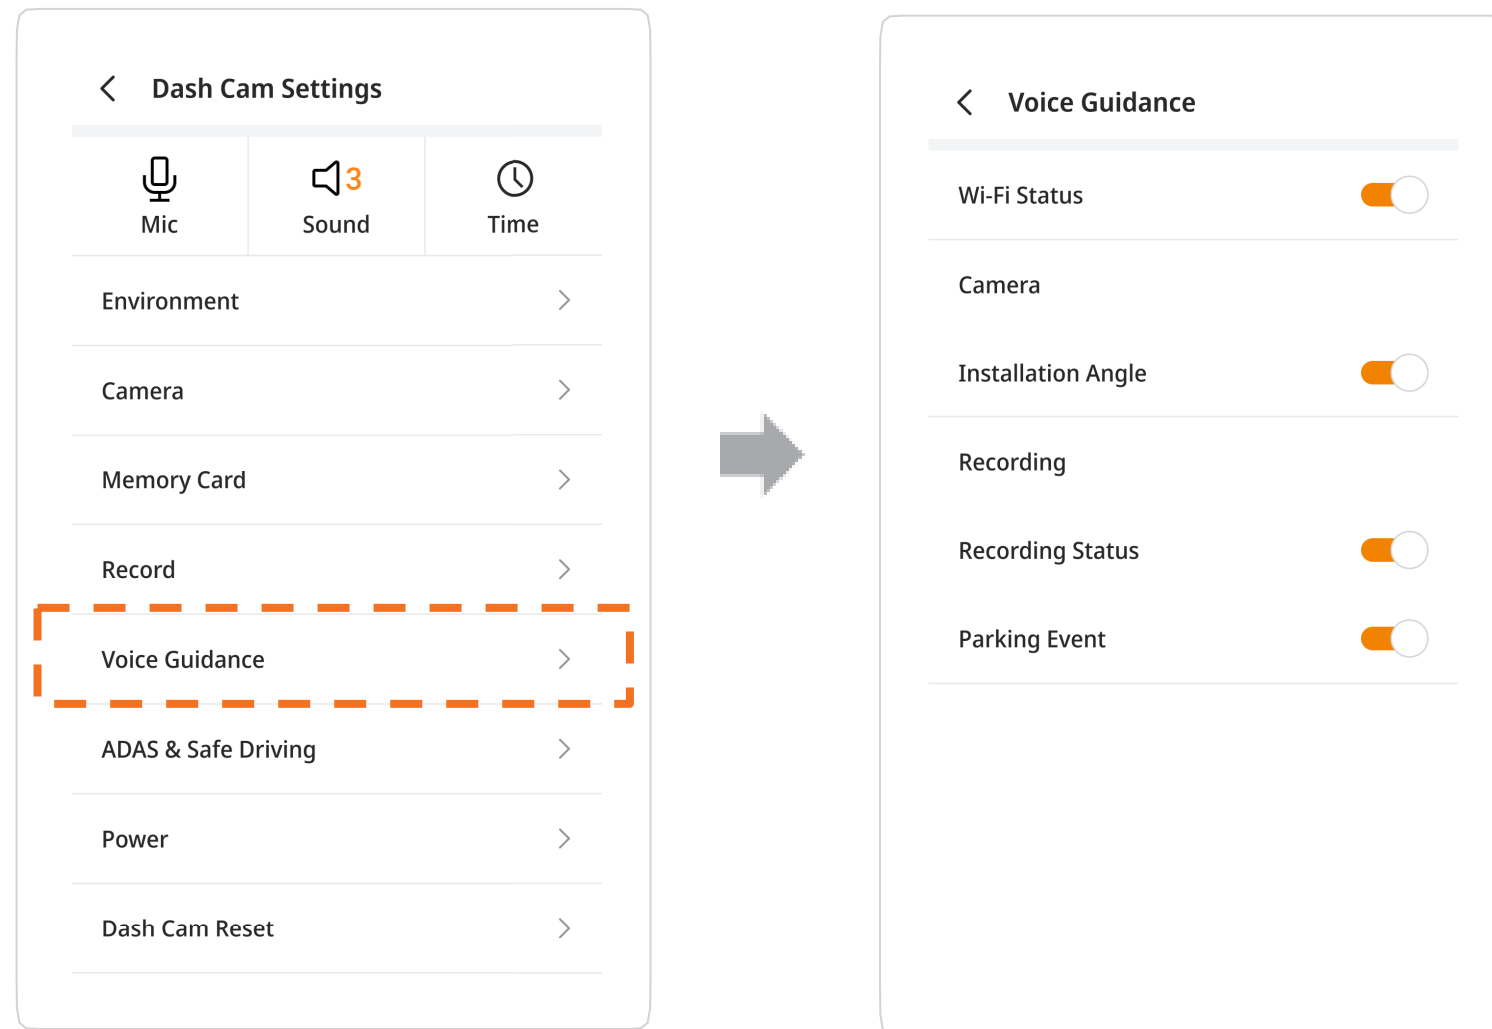 Dash Cam Settings
3
Mic
Sound
Time
Environment
Camera
Memory Card
Record
Voice Guidance
ADAS & Safe Driving
Power
Dash Cam Reset
Voice Guidance
Wi-Fi Status
Camera
Installation Angle
Recording
Recording Status
Parking Event